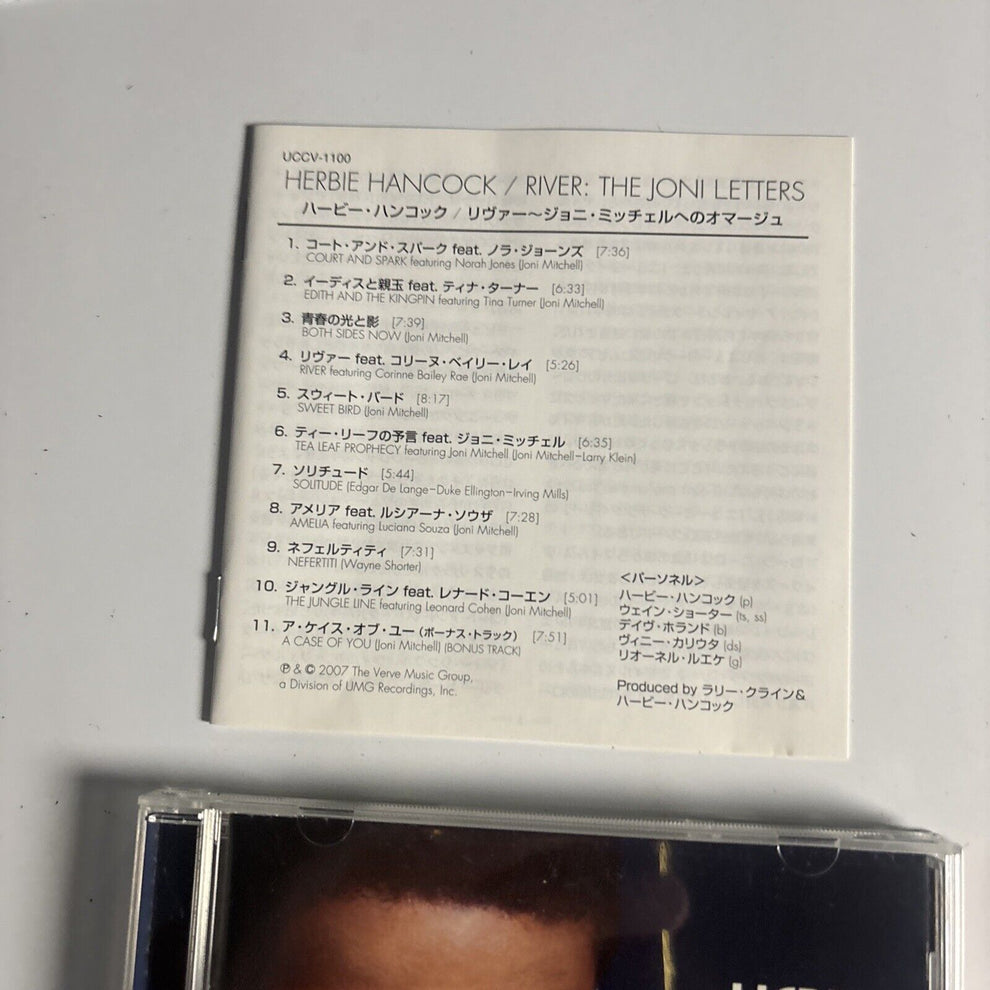 UCCV-1100
HERBIE HANCOCK / RIVER: THE JONI LETTERS
ハービー・ハンコック / リヴァー～ジョニ・ミッチェルへのオマージュ
1. コート・アンド・スパーク feat. ノラ・ジョーンズ [7:36]
COURT AND SPARK featuring Norah Jones (Joni Mitchell)
2. イーディスと親玉 feat. ティナ・ターナー [6:33]
EDITH AND THE KINGPIN featuring Tina Turner (Joni Mitchell)
3. 青春の光と影 [7:39]
BOTH SIDES NOW (Joni Mitchell)
4. リヴァー feat. コリーヌ・ベイリー・レイ [5:26]
RIVER featuring Corinne Bailey Rae (Joni Mitchell)
5. スウィート・バード [8:17]
SWEET BIRD (Joni Mitchell)
6. ティー・リーフの予言 feat. ジョニ・ミッチェル [6:35]
TEA LEAF PROPHECY featuring Joni Mitchell (Joni Mitchell-Larry Klein)
7. ソリチュード [5:44]
SOLITUDE (Edgar De Lange-Duke Ellington-Irving Mills)
8. アメリア feat. ルシアーナ・ソウザ [7:28]
AMELIA featuring Luciana Souza (Joni Mitchell)
9. ネフェルティティ [7:31]
NEFERTITI (Wayne Shorter)
10. ジャングル・ライン feat. レナード・コーエン [5:01]
THE JUNGLE LINE featuring Leonard Cohen (Joni Mitchell)
11. ア・ケイス・オブ・ユー (ボーナス・トラック) [7:51]
A CASE OF YOU (Joni Mitchell) (BONUS TRACK)
℗ & © 2007 The Verve Music Group,
a Division of UMG Recordings, Inc.
<パーソネル>
ハービー・ハンコック (p)
ウェイン・ショーター (ts, ss)
デイヴ・ホランド (b)
ヴィニー・カリウタ (ds)
リオーネル・ルエケ (g)
Produced by ラリー・クライン&
ハービー・ハンコック